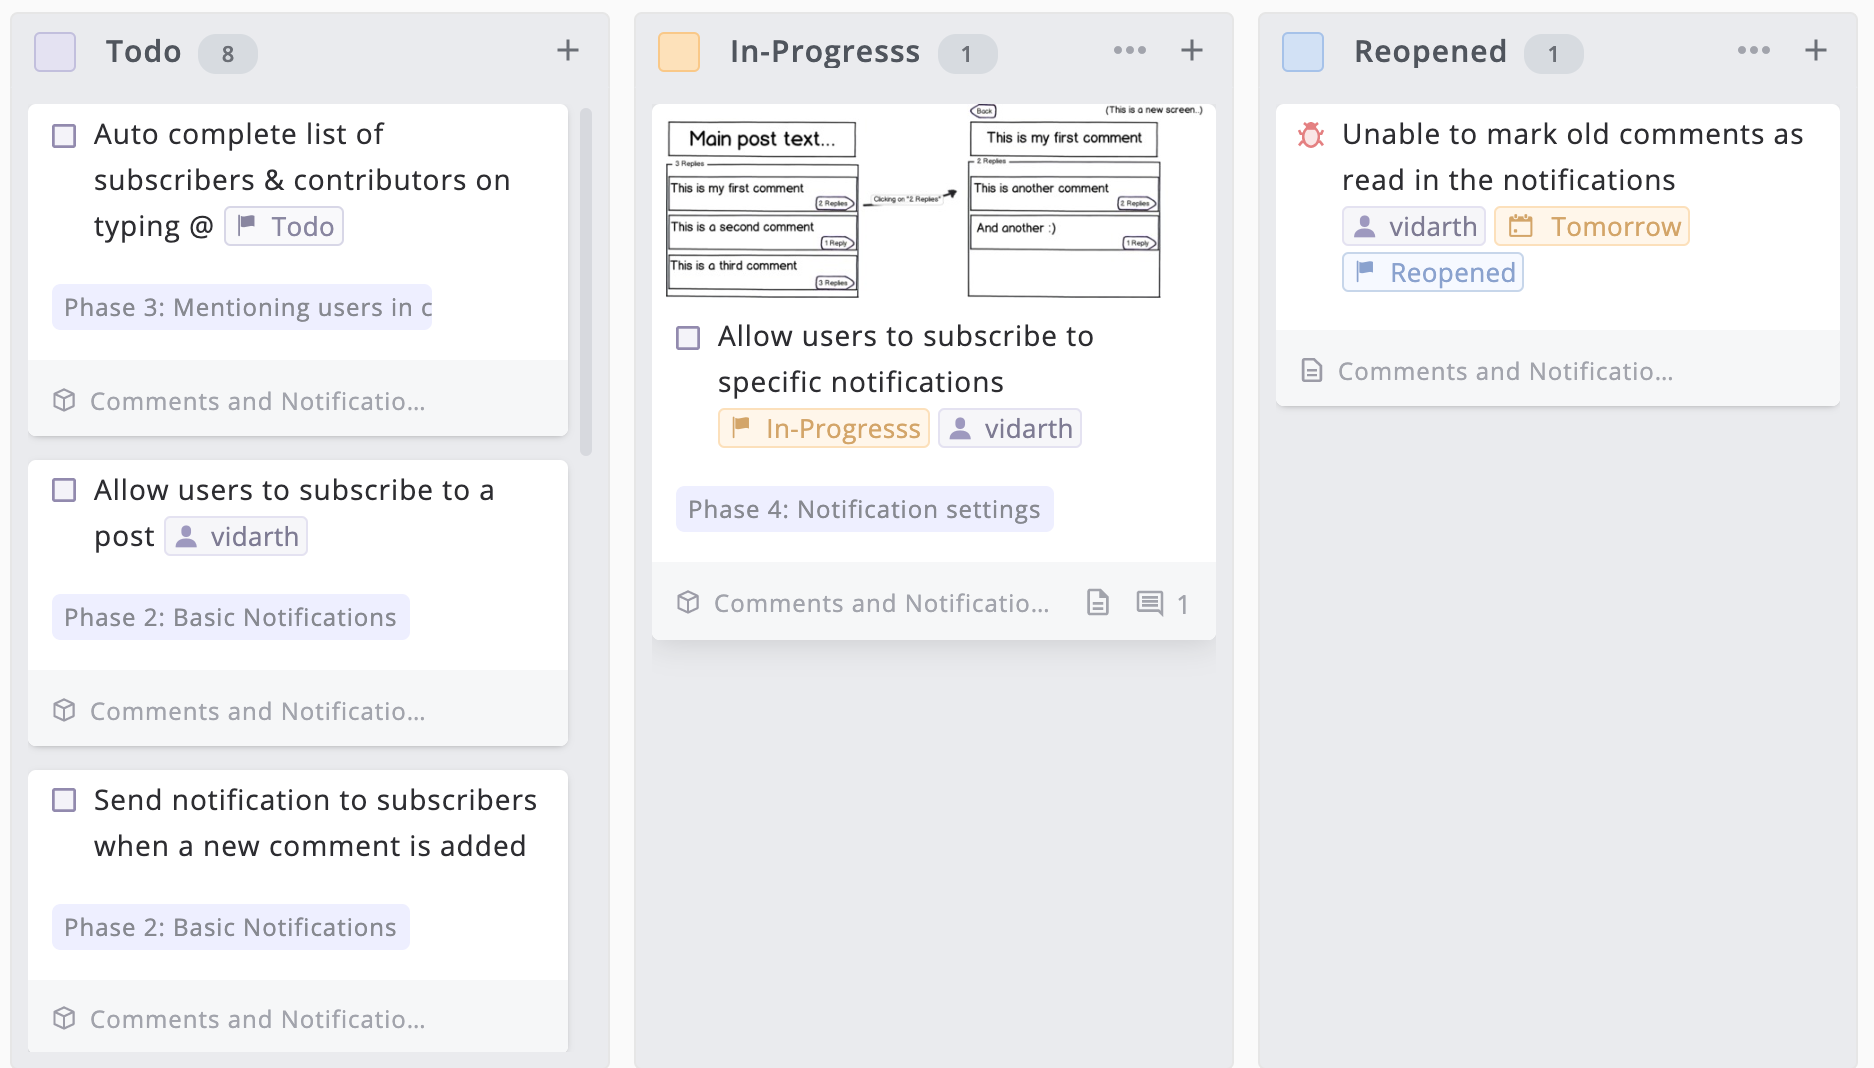 Todo 8
Auto complete list of
subscribers & contributors on
typing @ Todo
Phase 3: Mentioning users in c
Comments and Notificatio...
Allow users to subscribe to a
post vidarth
Phase 2: Basic Notifications
Comments and Notificatio...
Send notification to subscribers
when a new comment is added
Phase 2: Basic Notifications
Comments and Notificatio...
In-Progresss 1
Main post text...
3 Replies
This is my first comment
2 Replies
This is a second comment
1 Reply
This is a third comment
3 Replies
Clicking on "2 Replies"
Back
(This is a new screen..)
This is my first comment
2 Replies
This is another comment
2 Replies
And another :)
1 Reply
Allow users to subscribe to
specific notifications
In-Progresss vidarth
Phase 4: Notification settings
Comments and Notificatio... 1
Reopened 1
Unable to mark old comments as
read in the notifications
vidarth Tomorrow
Reopened
Comments and Notificatio...